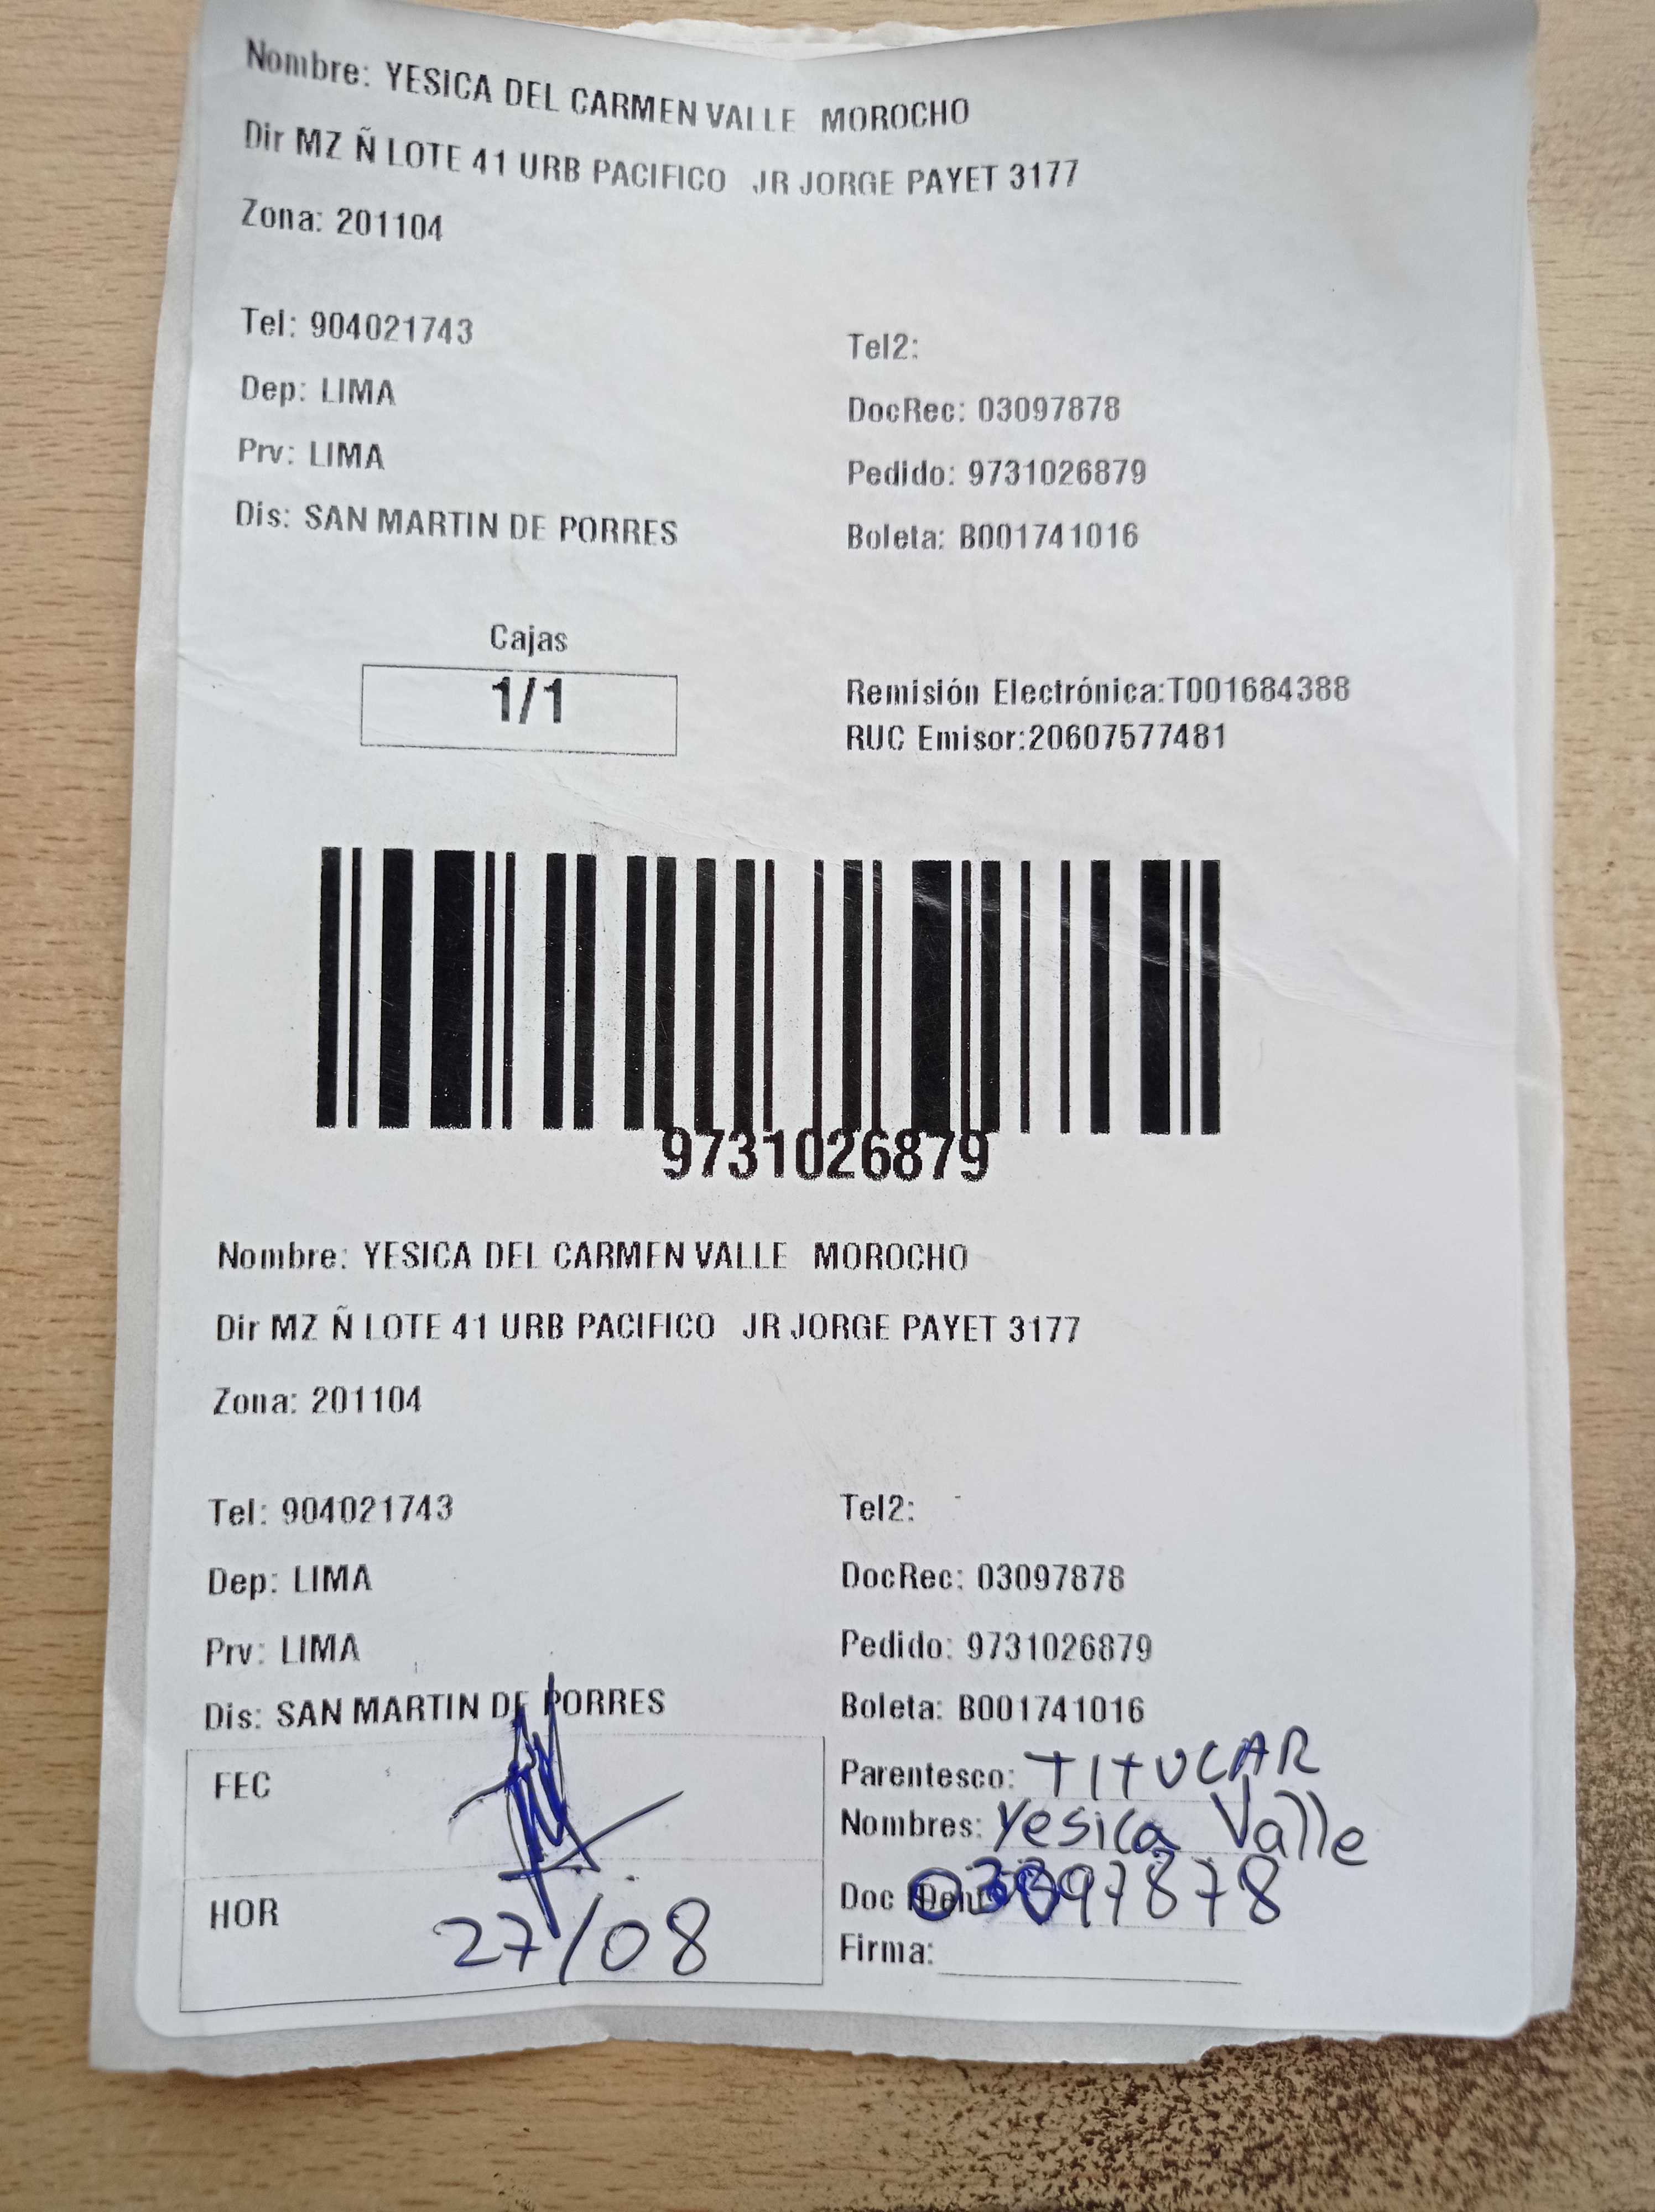 Nombre: YESICA DEL CARMEN VALLE MOROCHO
Dir MZ Ñ LOTE 41 URB PACIFICO JR JORGE PAYET 3177
Zona: 201104
Tel: 904021743
Tel2:
Dep: LIMA
DocRec: 03097878
Prv: LIMA
Pedido: 9731026879
Dis: SAN MARTIN DE PORRES
Boleta: B001741016
Cajas
1/1
Remisión Electrónica:T001684388
RUC Emisor:20607577481
9731026879
Nombre: YESICA DEL CARMEN VALLE MOROCHO
Dir MZ Ñ LOTE 41 URB PACIFICO JR JORGE PAYET 3177
Zona: 201104
Tel: 904021743
Tel2:
Dep: LIMA
DocRec: 03097878
Prv: LIMA
Pedido: 9731026879
Dis: SAN MARTIN DE PORRES
Boleta: B001741016
FEC
Parentesco: TITULAR
Nombres: Yesica Valle
HOR
27/08
Doc
Firma: